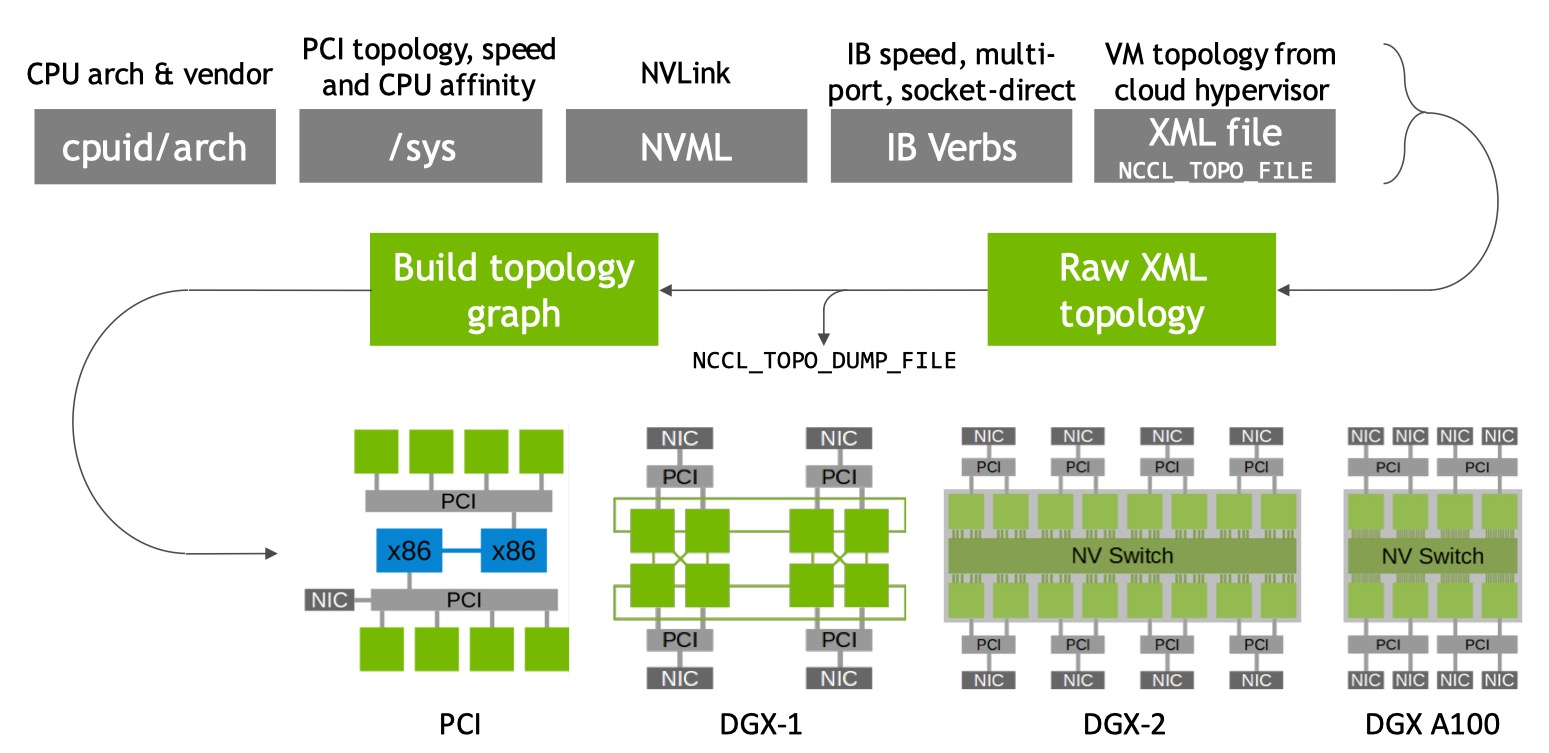 CPU arch & vendor
PCI topology, speed
and CPU affinity
NVLink
IB speed, multi-
port, socket-direct
VM topology from
cloud hypervisor
cpuid/arch
/sys
NVML
IB Verbs
XML file
NCCL_TOPO_FILE
Build topology
graph
Raw XML
topology
NCCL_TOPO_DUMP_FILE
PCI
x86
x86
NIC
PCI
PCI
NIC
NIC
PCI
PCI
PCI
PCI
NIC
NIC
DGX-1
NIC
NIC
NIC
NIC
PCI
PCI
PCI
PCI
NV Switch
PCI
PCI
PCI
PCI
NIC
NIC
NIC
NIC
DGX-2
NIC
NIC
NIC
NIC
PCI
PCI
NV Switch
PCI
PCI
NIC
NIC
NIC
NIC
DGX A100